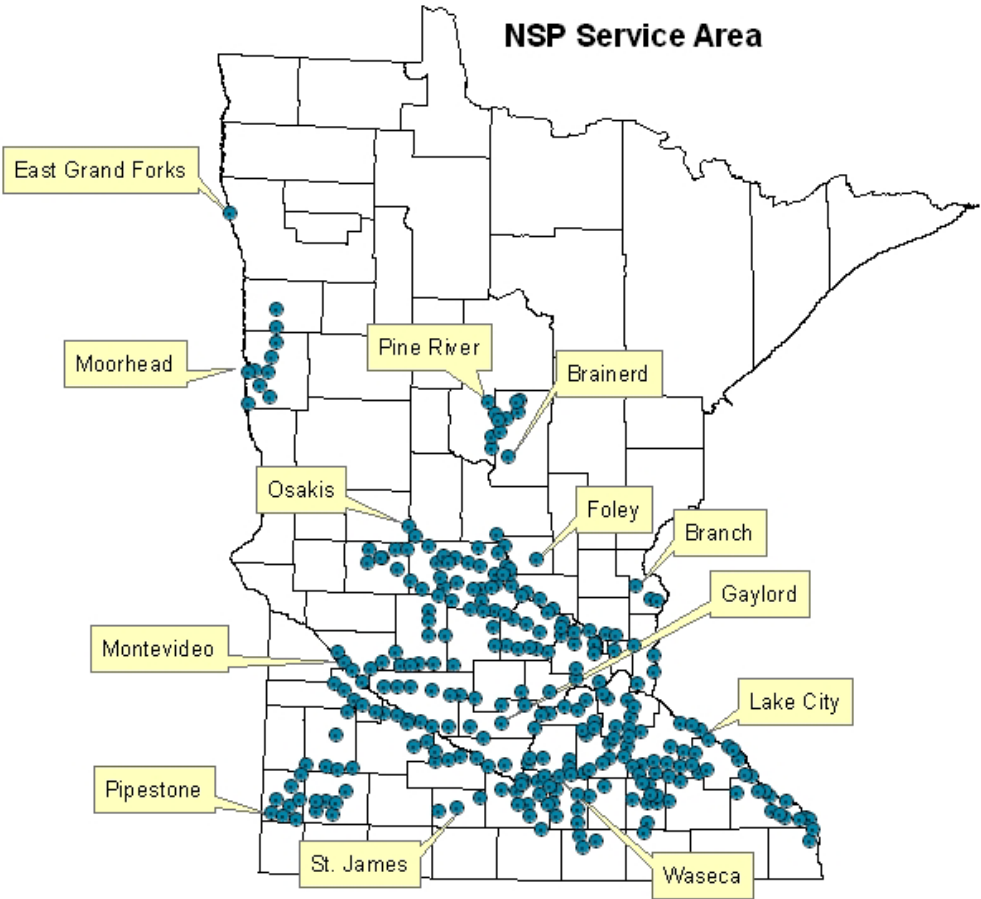 NSP Service Area
East Grand Forks
Pine River
Moorhead
Brainerd
Osakis
Foley
Branch
Gaylord
Montevideo
Lake City
Pipestone
St. James
Waseca